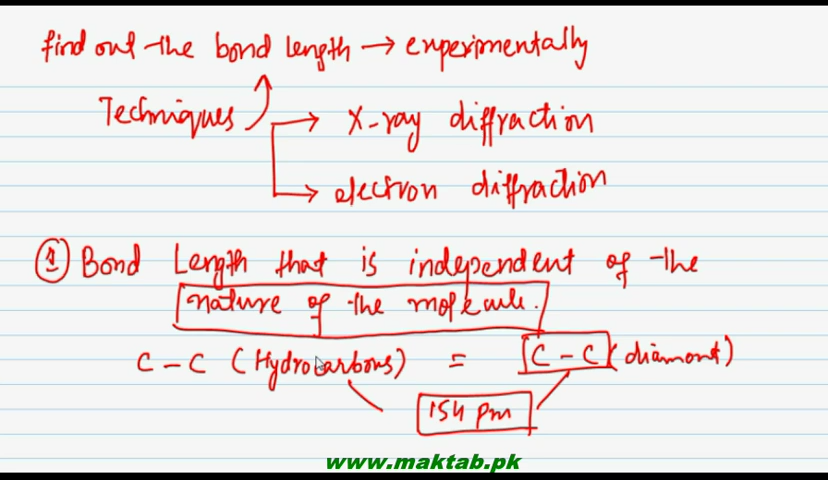 find out the bond length → experimentally
Techniques → X-ray diffraction
→ electron diffraction
① Bond Length that is independent of the
nature of the molecule.
C - C (Hydrocarbons) = C - C (diamont)
154 pm
www.maktab.pk